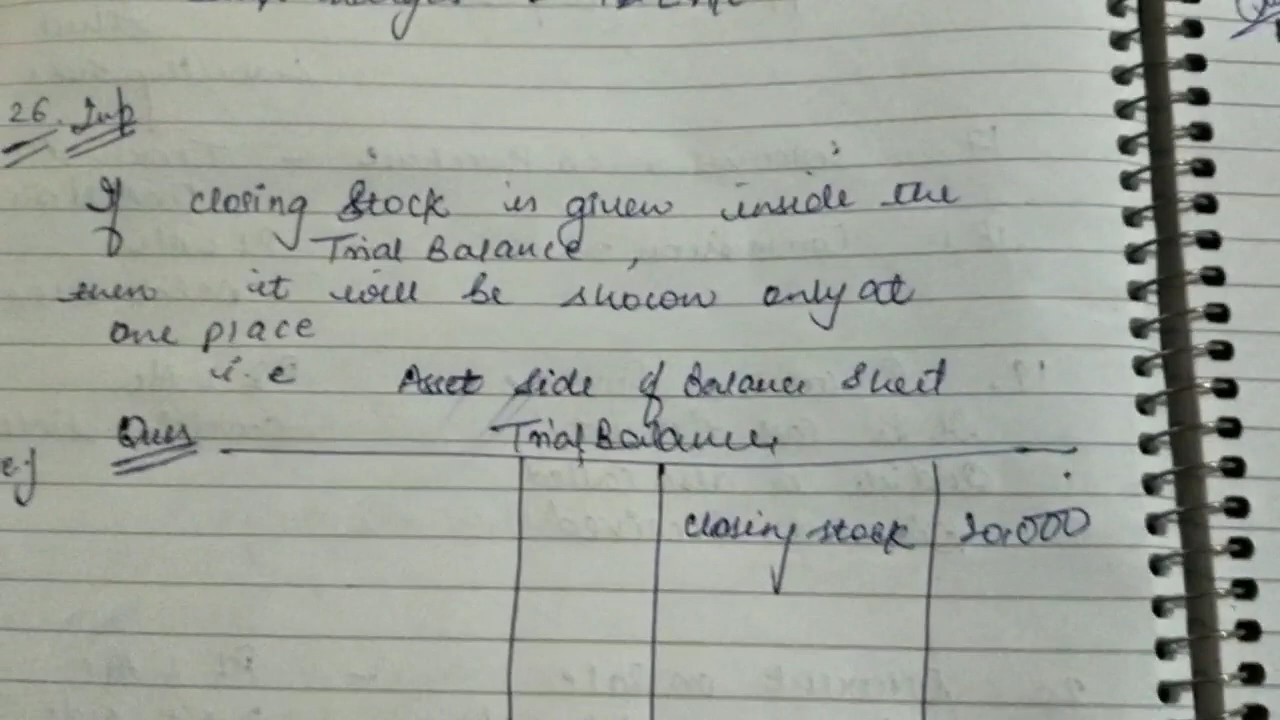 26. Imp
If closing Stock is given inside the
Trial Balance,
then it will be shown only at
one place
i.e Asset side of Balance Sheet
Ques Trial Balance
closing stock 20,000